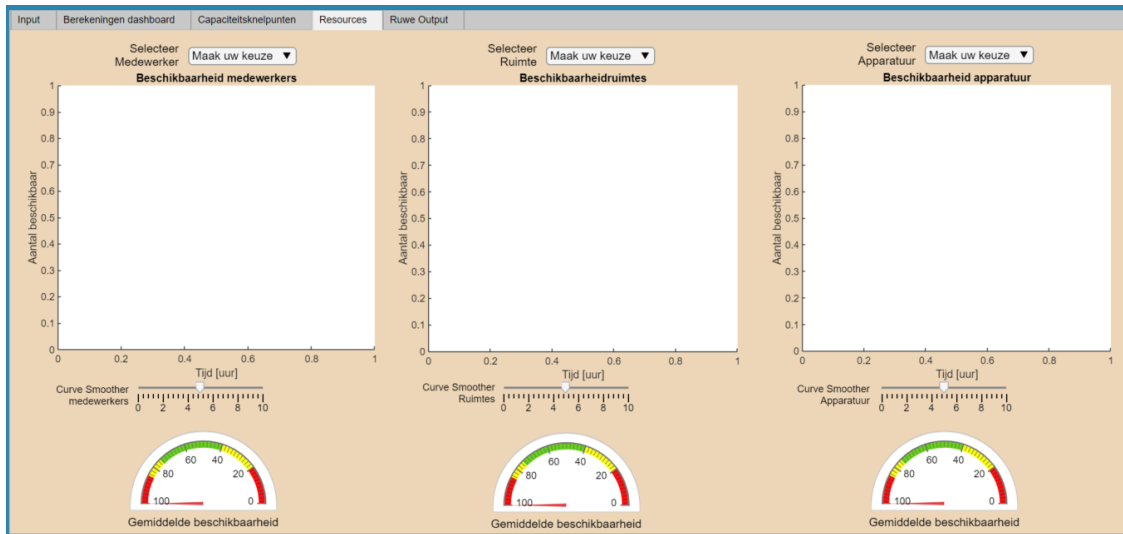 Input Berekeningen dashboard Capaciteitsknelpunten Resources Ruwe Output
Selecteer
Medewerker Maak uw keuze ▼
Beschikbaarheid medewerkers
1
0.9
0.8
0.7
0.6
0.5
0.4
0.3
0.2
0.1
0
Aantal beschikbaar
0 0.2 0.4 0.6 0.8 1
Tijd [uur]
Curve Smoother
medewerkers
0 2 4 6 8 10
100 80 60 40 20 0
Gemiddelde beschikbaarheid
Selecteer
Ruimte Maak uw keuze ▼
Beschikbaarheidruimtes
1
0.9
0.8
0.7
0.6
0.5
0.4
0.3
0.2
0.1
0
Aantal beschikbaar
0 0.2 0.4 0.6 0.8 1
Tijd [uur]
Curve Smoother
Ruimtes
0 2 4 6 8 10
100 80 60 40 20 0
Gemiddelde beschikbaarheid
Selecteer
Apparatuur Maak uw keuze ▼
Beschikbaarheid apparatuur
1
0.9
0.8
0.7
0.6
0.5
0.4
0.3
0.2
0.1
0
Aantal beschikbaar
0 0.2 0.4 0.6 0.8 1
Tijd [uur]
Curve Smoother
Apparatuur
0 2 4 6 8 10
100 80 60 40 20 0
Gemiddelde beschikbaarheid